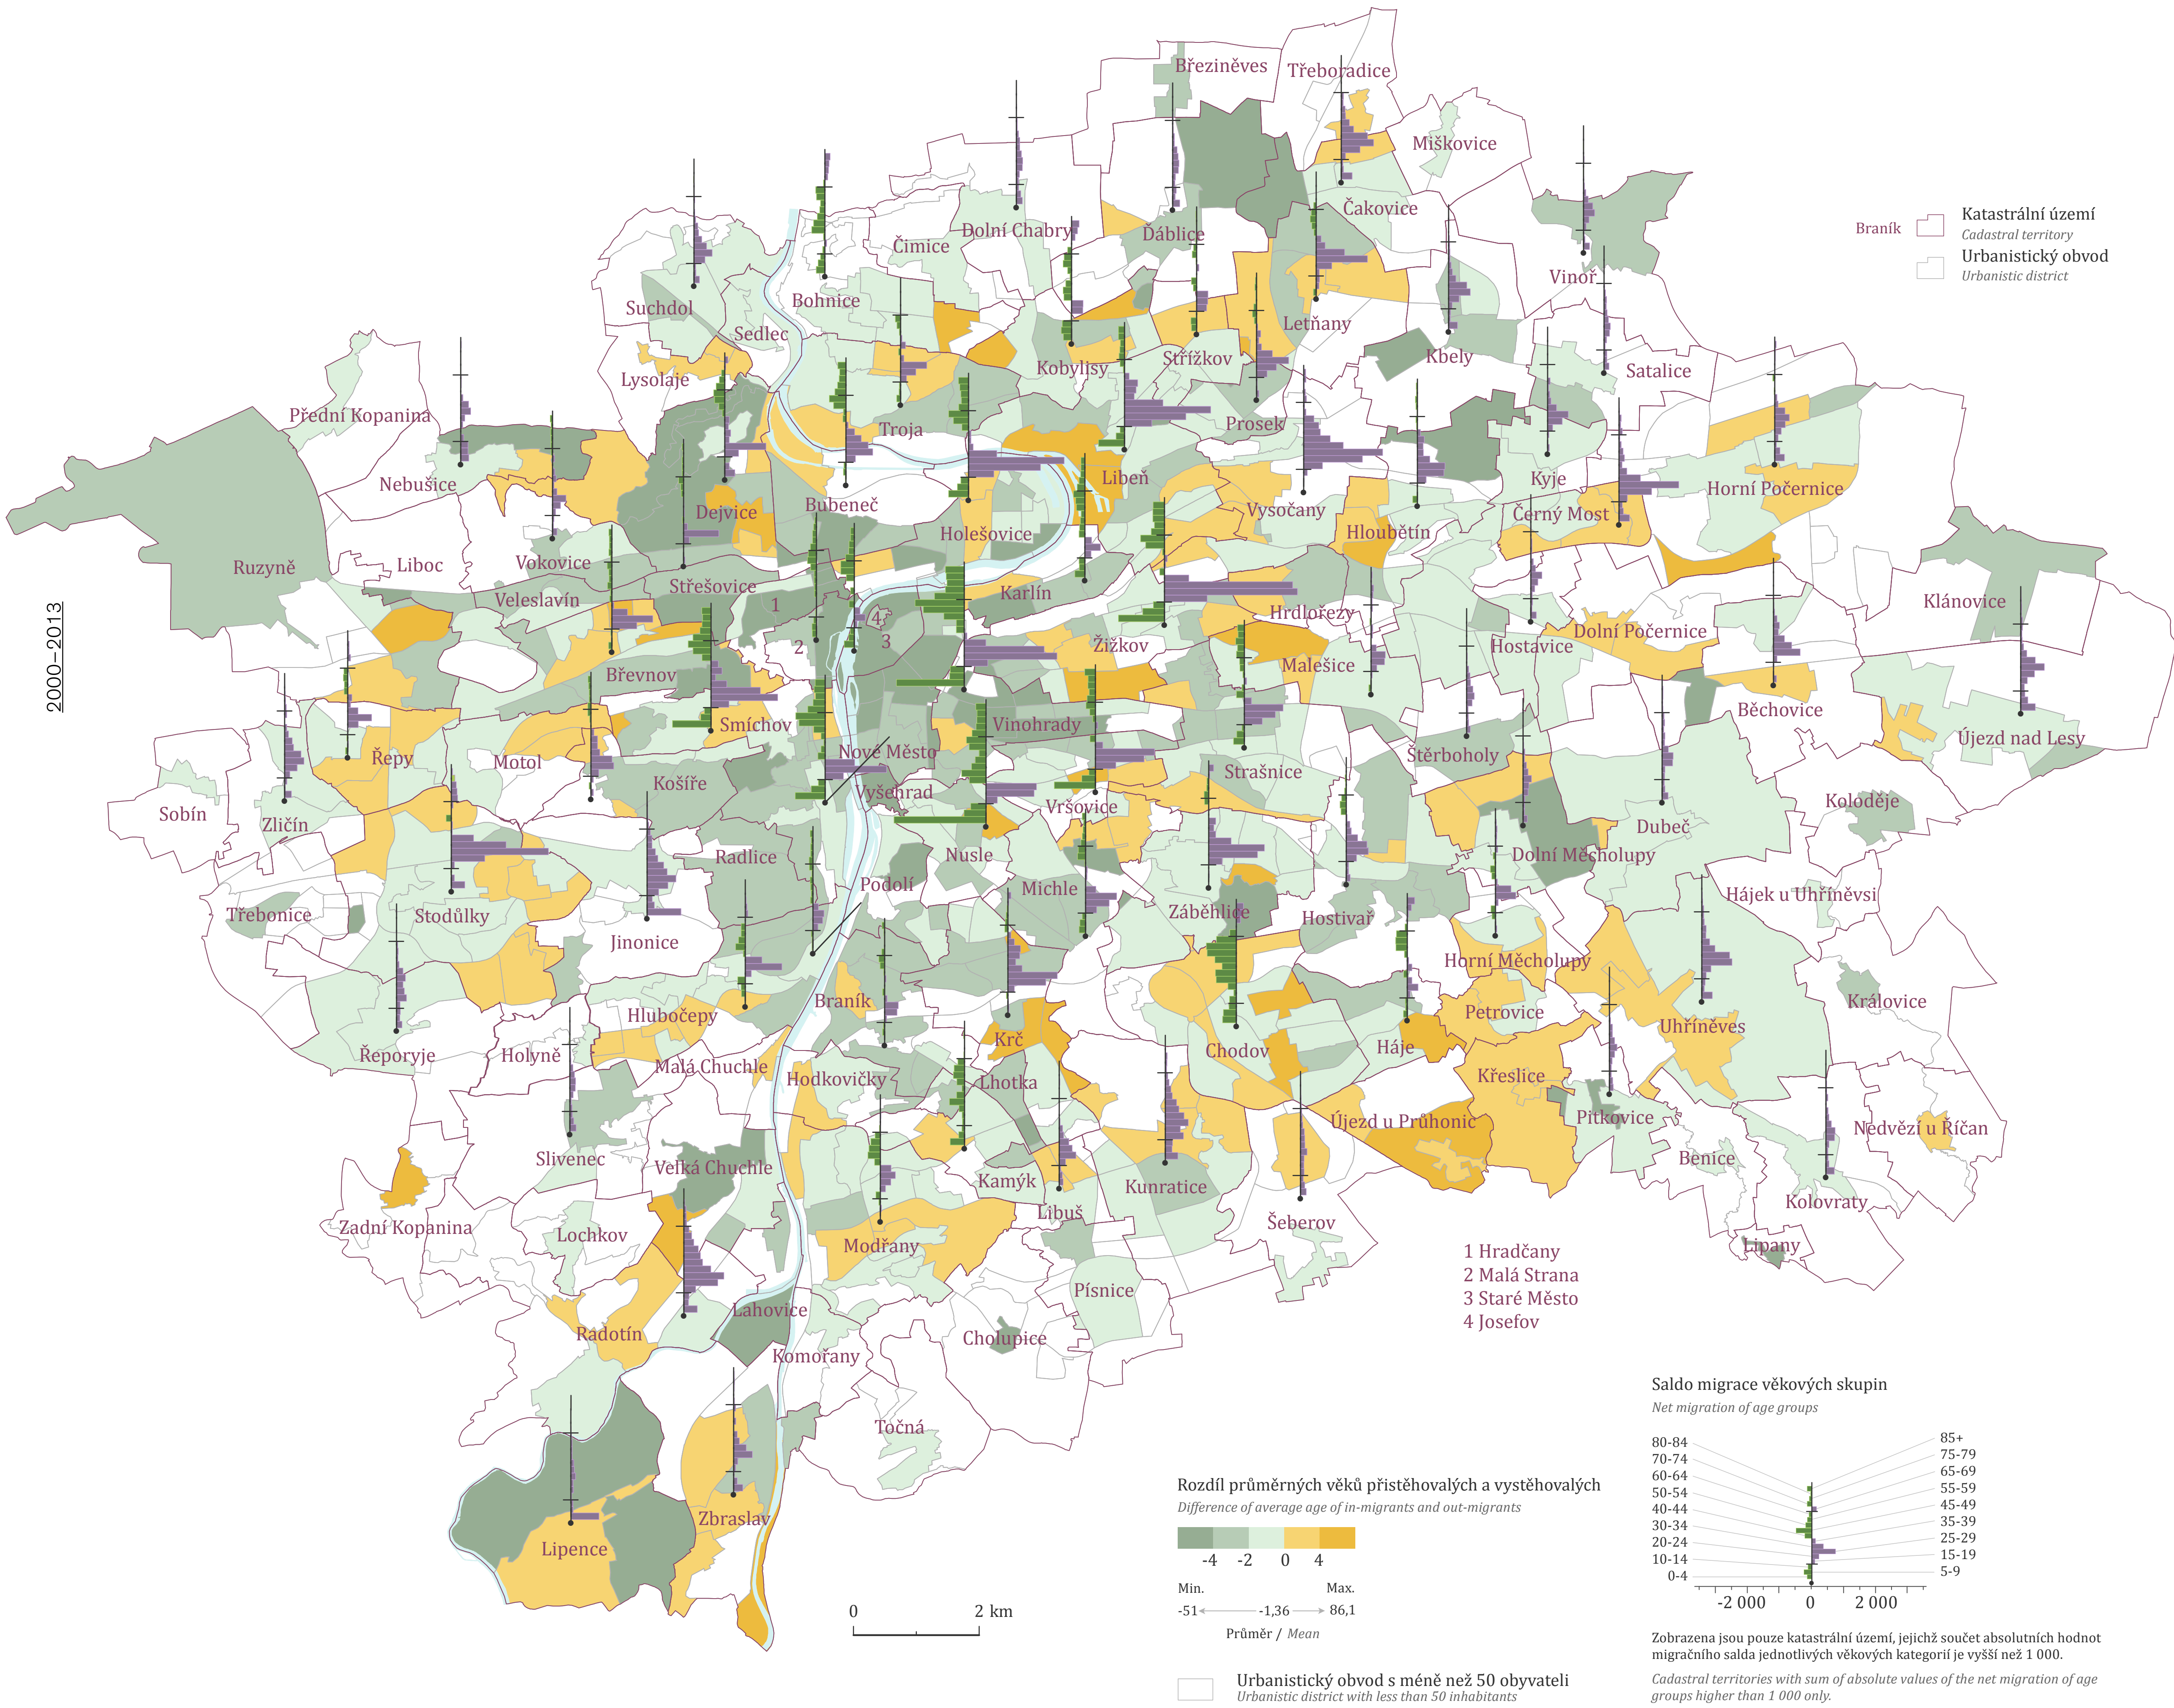 2000–2013
Březiněves
Třeboradice
Miškovice
Čakovice
Dolní Chabry
Ďáblice
Čimice
Vinoř
Bohnice
Suchdol
Sedlec
Letňany
Kbely
Střížkov
Kobylisy
Satalice
Lysolaje
Přední Kopanina
Troja
Prosek
Nebušice
Libeň
Kyje
Horní Počernice
Dejvice
Bubeneč
Vysočany
Černý Most
Hloubětín
Holešovice
Ruzyně
Liboc
Vokovice
Střešovice
Veleslavín
Karlín
Klánovice
1
4
2
3
Hrdlořezy
Dolní Počernice
Žižkov
Hostavice
Malešice
Břevnov
Smíchov
Vinohrady
Běchovice
Újezd nad Lesy
Řepy
Motol
Nové Město
Štěrboholy
Košíře
Strašnice
Vyšehrad
Vršovice
Koloděje
Sobín
Zličín
Dubeč
Radlice
Nusle
Dolní Měcholupy
Podolí
Michle
Hájek u Uhříněvsi
Třebonice
Stodůlky
Záběhlice
Hostivař
Jinonice
Horní Měcholupy
Braník
Královice
Hlubočepy
Petrovice
Uhříněves
Krč
Řeporyje
Holyně
Chodov
Háje
Malá Chuchle
Hodkovičky
Lhotka
Křeslice
Újezd u Průhonic
Pitkovice
Nedvězí u Říčan
Slivenec
Velká Chuchle
Benice
Kamýk
Kunratice
Kolovraty
Libuš
Šeberov
Zadní Kopanina
Lochkov
Modřany
Lipany
Písnice
Lahovice
Radotín
Cholupice
Komořany
Točná
Zbraslav
Lipence
Braník
Katastrální území
Cadastral territory
Urbanistický obvod
Urbanistic district
1 Hradčany
2 Malá Strana
3 Staré Město
4 Josefov
Rozdíl průměrných věků přistěhovalých a vystěhovalých
Difference of average age of in-migrants and out-migrants
-4 -2 0 4
Min. Max.
-51 -1,36 86,1
Průměr / Mean
0 2 km
Urbanistický obvod s méně než 50 obyvateli
Urbanistic district with less than 50 inhabitants
Saldo migrace věkových skupin
Net migration of age groups
85+
80-84
75-79
70-74
65-69
60-64
55-59
50-54
45-49
40-44
35-39
30-34
25-29
20-24
15-19
10-14
5-9
0-4
-2 000 0 2 000
Zobrazena jsou pouze katastrální území, jejichž součet absolutních hodnot
migračního salda jednotlivých věkových kategorií je vyšší než 1 000.
Cadastral territories with sum of absolute values of the net migration of age
groups higher than 1 000 only.